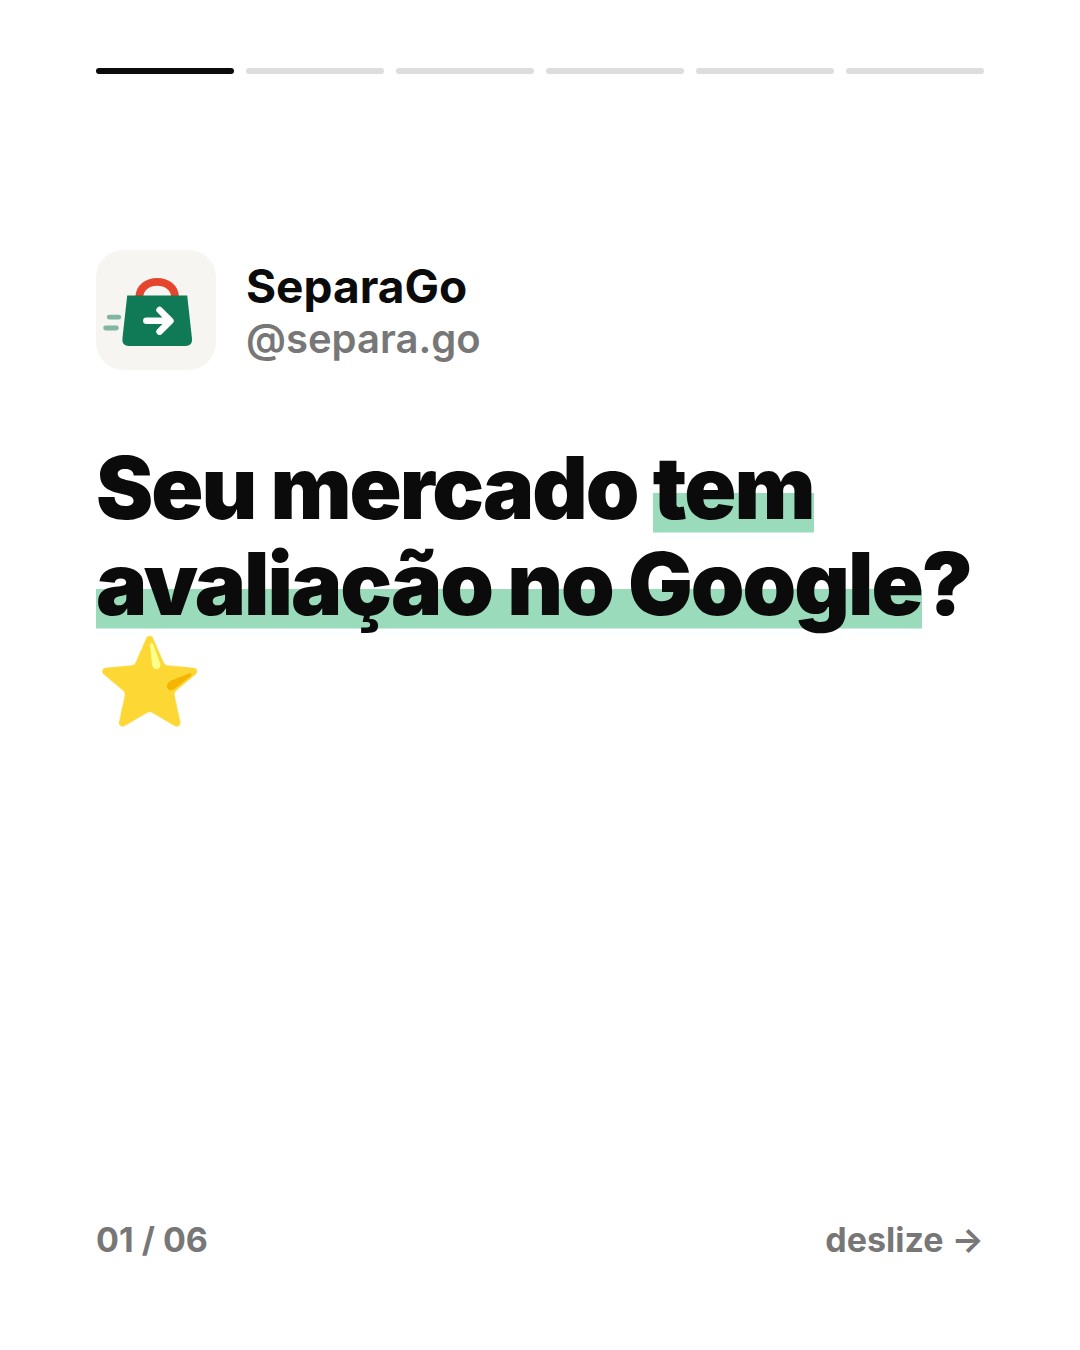 SeparaGo
@separa.go
Seu mercado tem
avaliação no Google?
⭐
01 / 06
deslize →